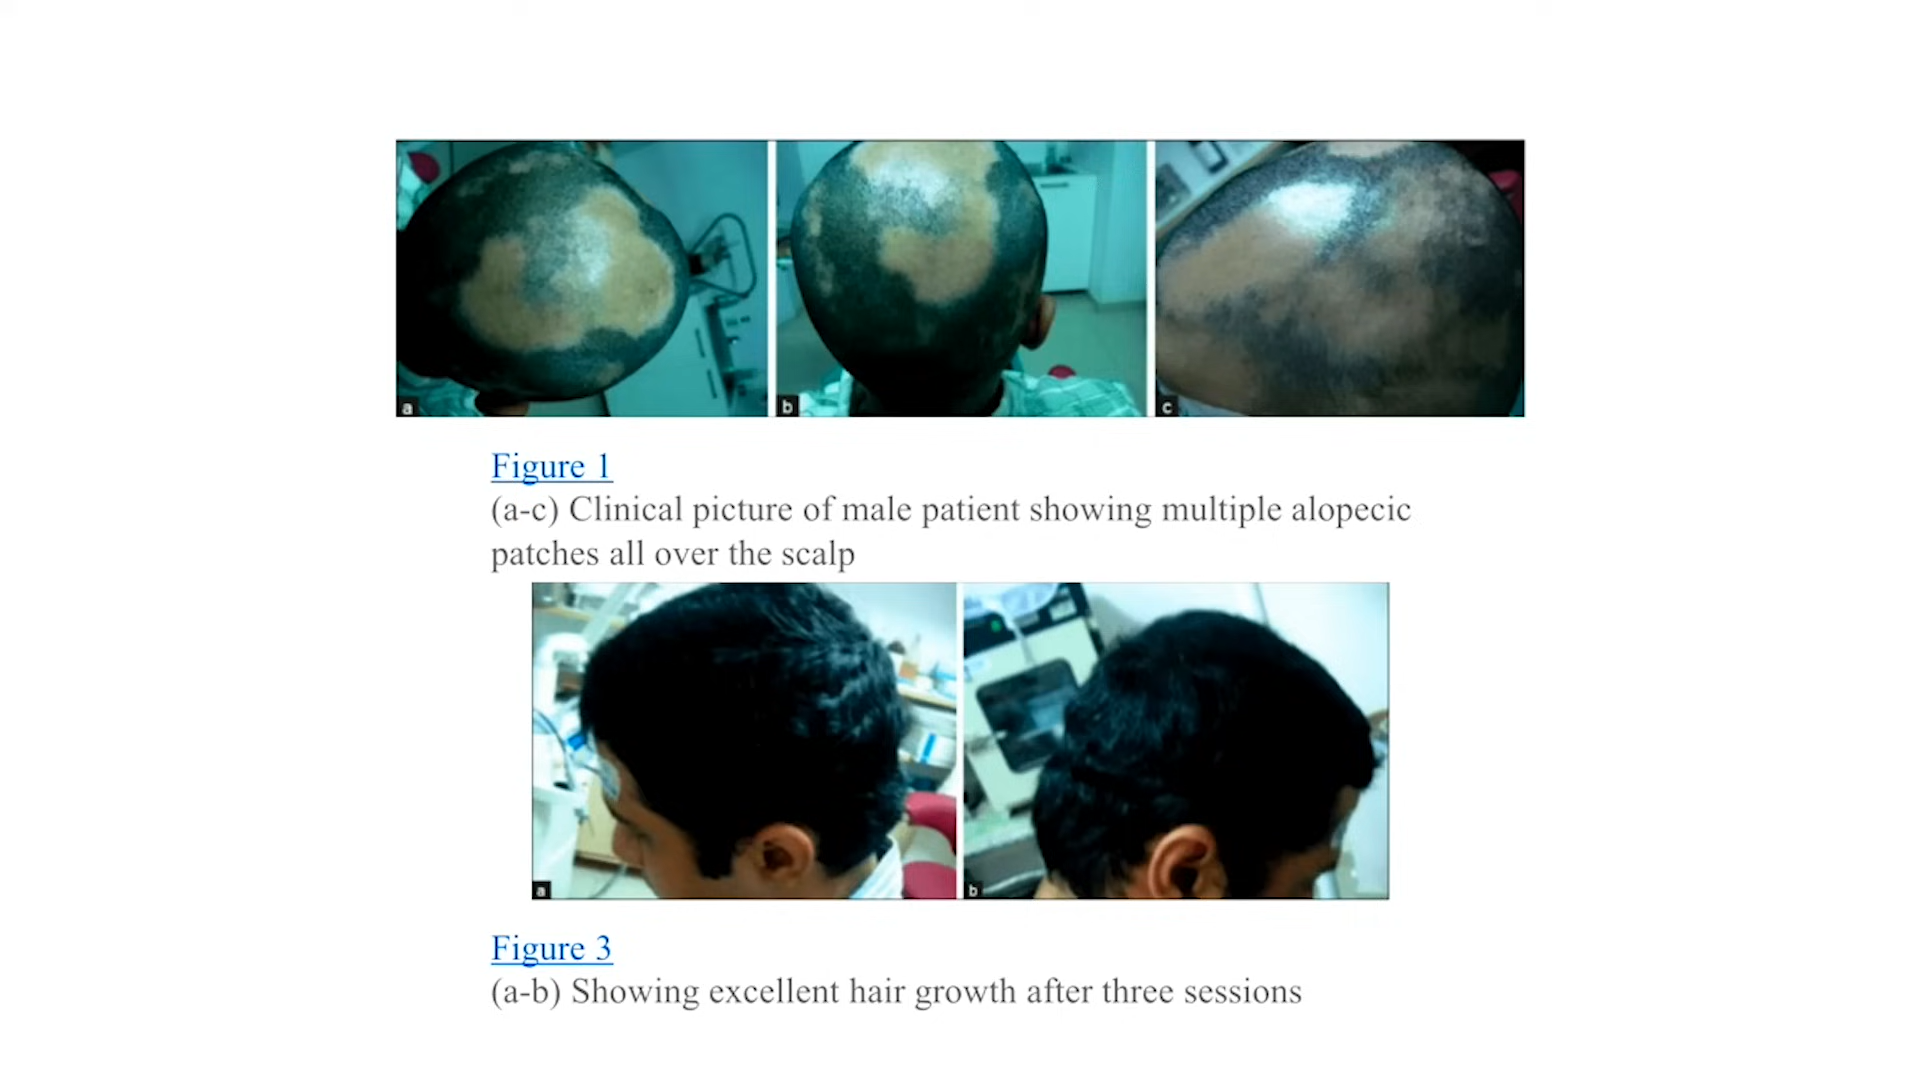 a
b
c
Figure 1
(a-c) Clinical picture of male patient showing multiple alopecic
patches all over the scalp
a
b
Figure 3
(a-b) Showing excellent hair growth after three sessions